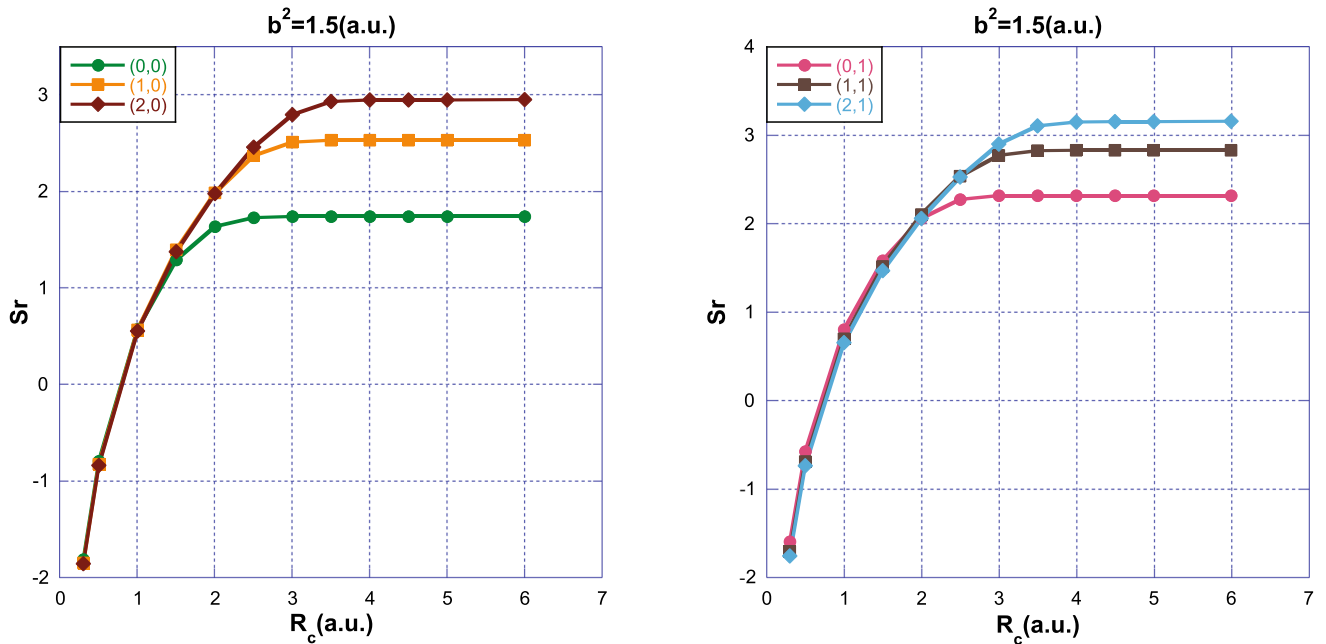 b²=1.5(a.u.)
(0,0)
(1,0)
(2,0)
3
2
1
0
-1
-2
Sr
0 1 2 3 4 5 6 7
R_c(a.u.)
b²=1.5(a.u.)
(0,1)
(1,1)
(2,1)
4
3
2
1
0
-1
-2
Sr
0 1 2 3 4 5 6 7
R_c(a.u.)